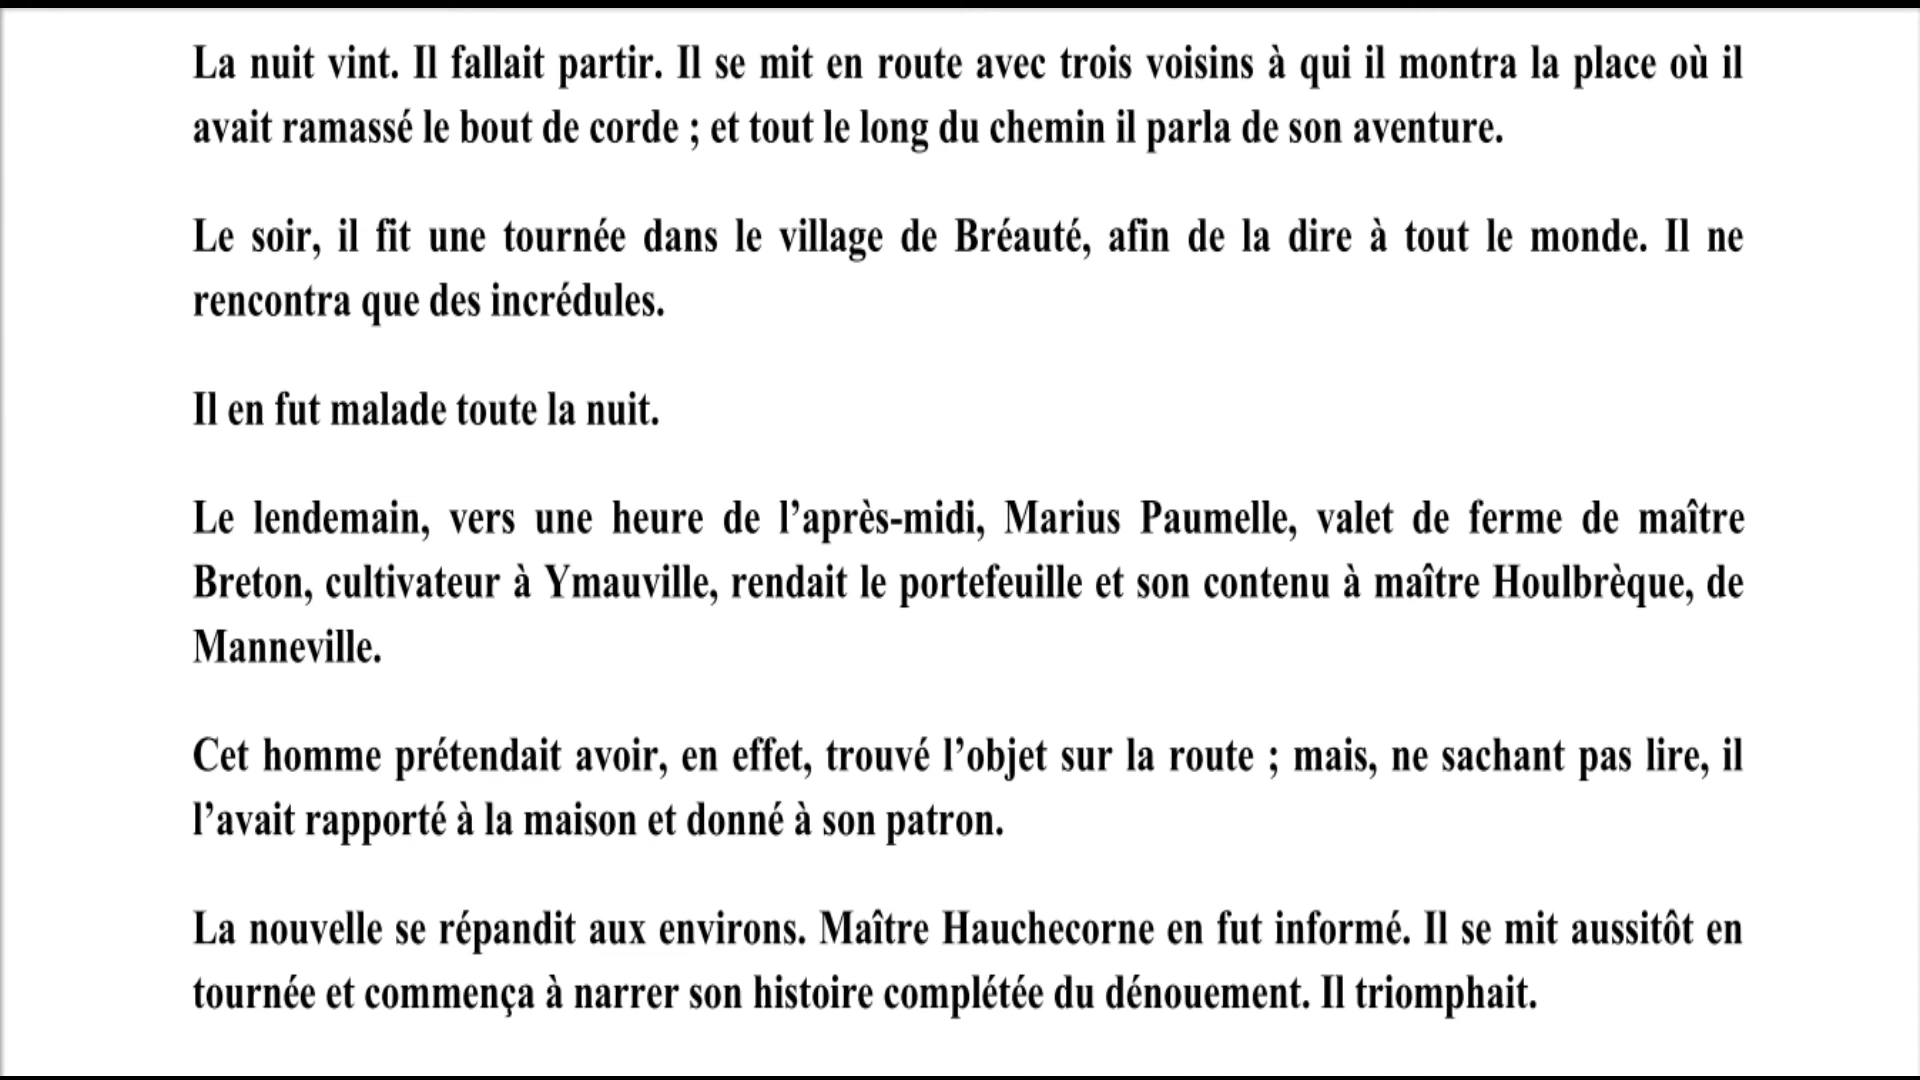 La nuit vint. Il fallait partir. Il se mit en route avec trois voisins à qui il montra la place où il
avait ramassé le bout de corde ; et tout le long du chemin il parla de son aventure.
Le soir, il fit une tournée dans le village de Bréauté, afin de la dire à tout le monde. Il ne
rencontra que des incrédules.
Il en fut malade toute la nuit.
Le lendemain, vers une heure de l’après-midi, Marius Paumelle, valet de ferme de maître
Breton, cultivateur à Ymauville, rendait le portefeuille et son contenu à maître Houlbrèque, de
Manneville.
Cet homme prétendait avoir, en effet, trouvé l’objet sur la route ; mais, ne sachant pas lire, il
l’avait rapporté à la maison et donné à son patron.
La nouvelle se répandit aux environs. Maître Hauchecorne en fut informé. Il se mit aussitôt en
tournée et commença à narrer son histoire complétée du dénouement. Il triomphait.